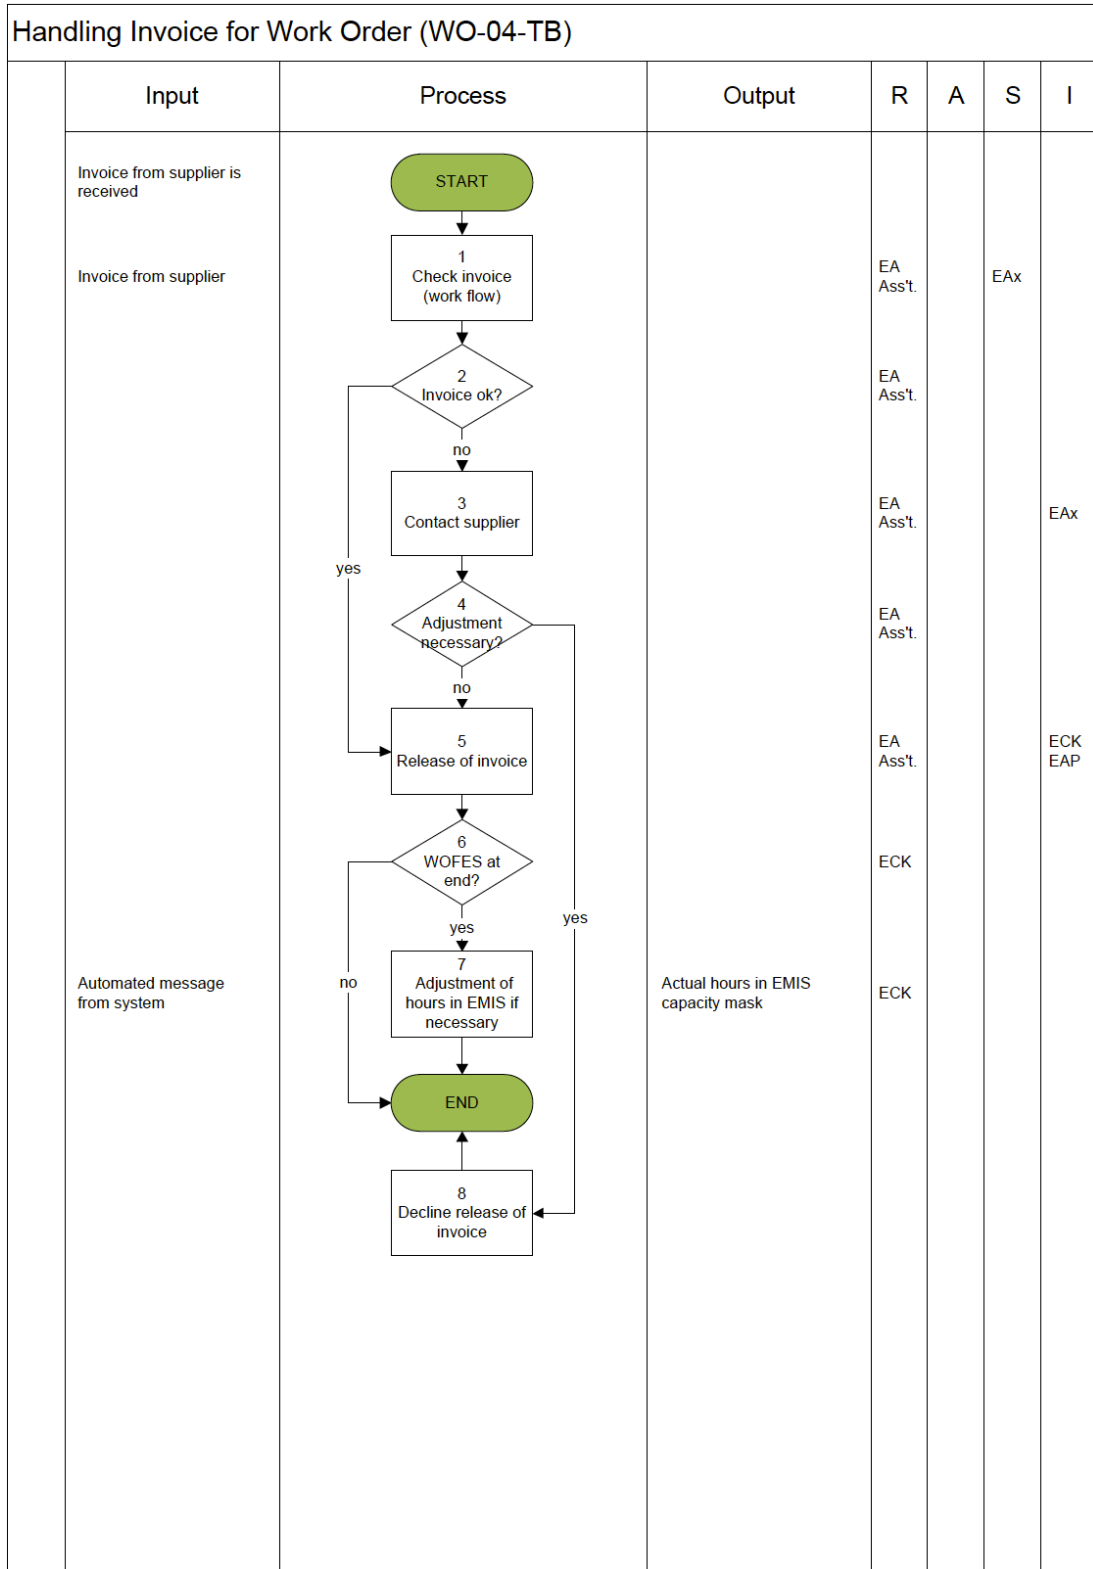 Handling Invoice for Work Order (WO-04-TB)
Input
Process
Output
R
A
S
I
Invoice from supplier is
received
START
Invoice from supplier
1
Check invoice
(work flow)
EA
Ass't.
EAx
2
Invoice ok?
EA
Ass't.
no
3
Contact supplier
EA
Ass't.
EAx
yes
4
Adjustment
necessary?
EA
Ass't.
no
5
Release of invoice
EA
Ass't.
ECK
EAP
6
WOFES at
end?
ECK
yes
yes
Automated message
from system
no
7
Adjustment of
hours in EMIS if
necessary
Actual hours in EMIS
capacity mask
ECK
END
8
Decline release of
invoice